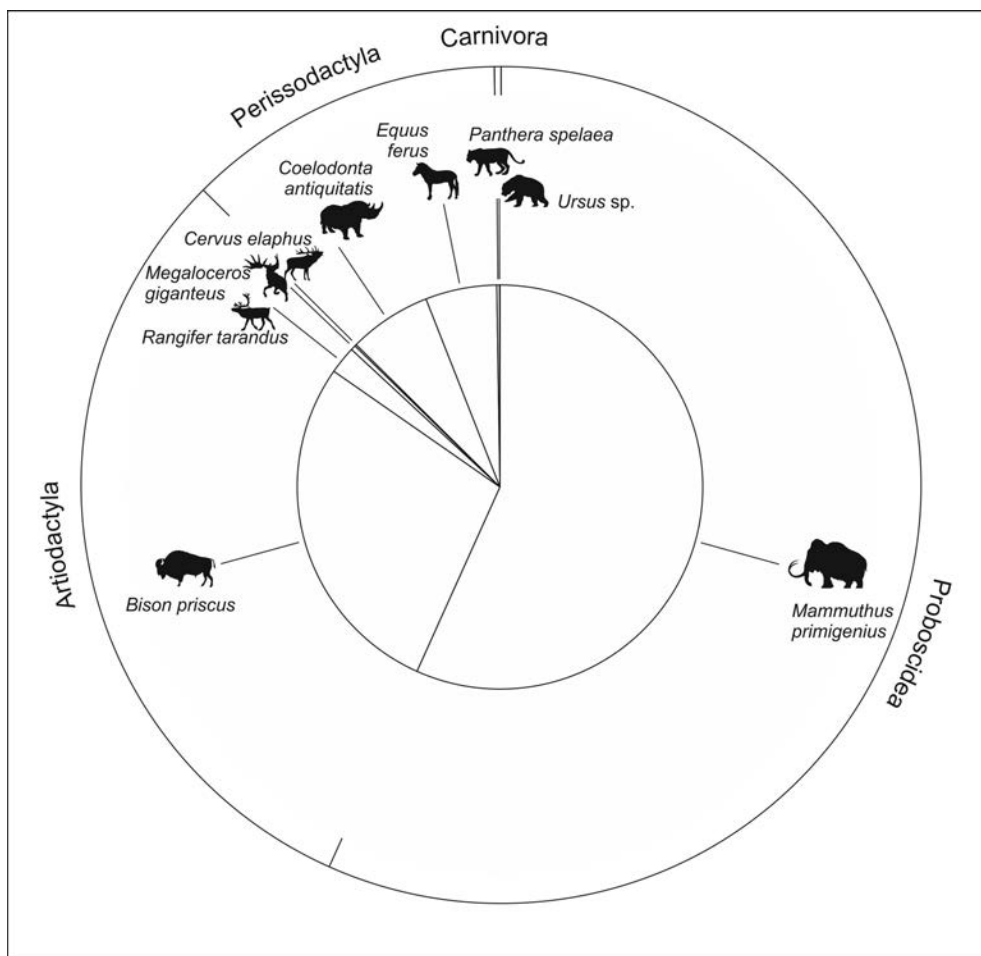 Carnivora
Perissodactyla
Equus
ferus
Panthera spelaea
Coelodonta
antiquitatis
Ursus sp.
Cervus elaphus
Megaloceros
giganteus
Rangifer tarandus
Artiodactyla
Bison priscus
Mammuthus
primigenius
Proboscidea